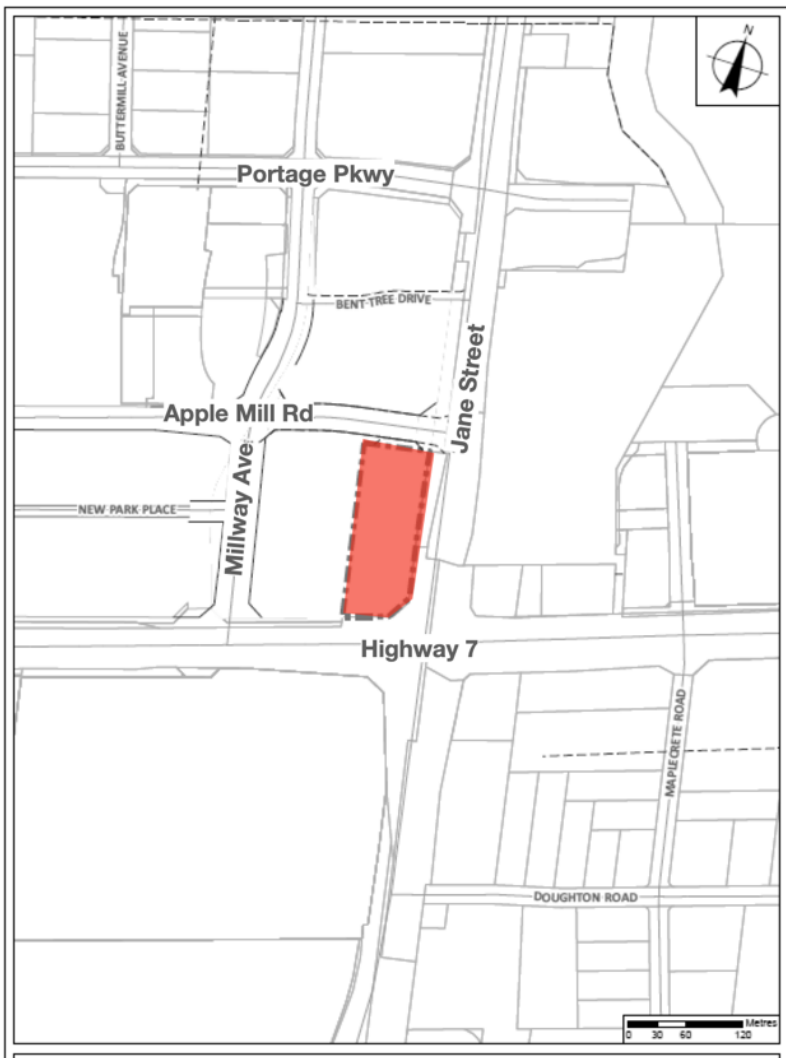 N
BUTTERMILL AVENUE
Portage Pkwy
BENT TREE DRIVE
Jane Street
Apple Mill Rd
Millway Ave
NEW PARK PLACE
Highway 7
MAPLECRETE ROAD
DOUGHTON ROAD
Metres
0 30 60 120